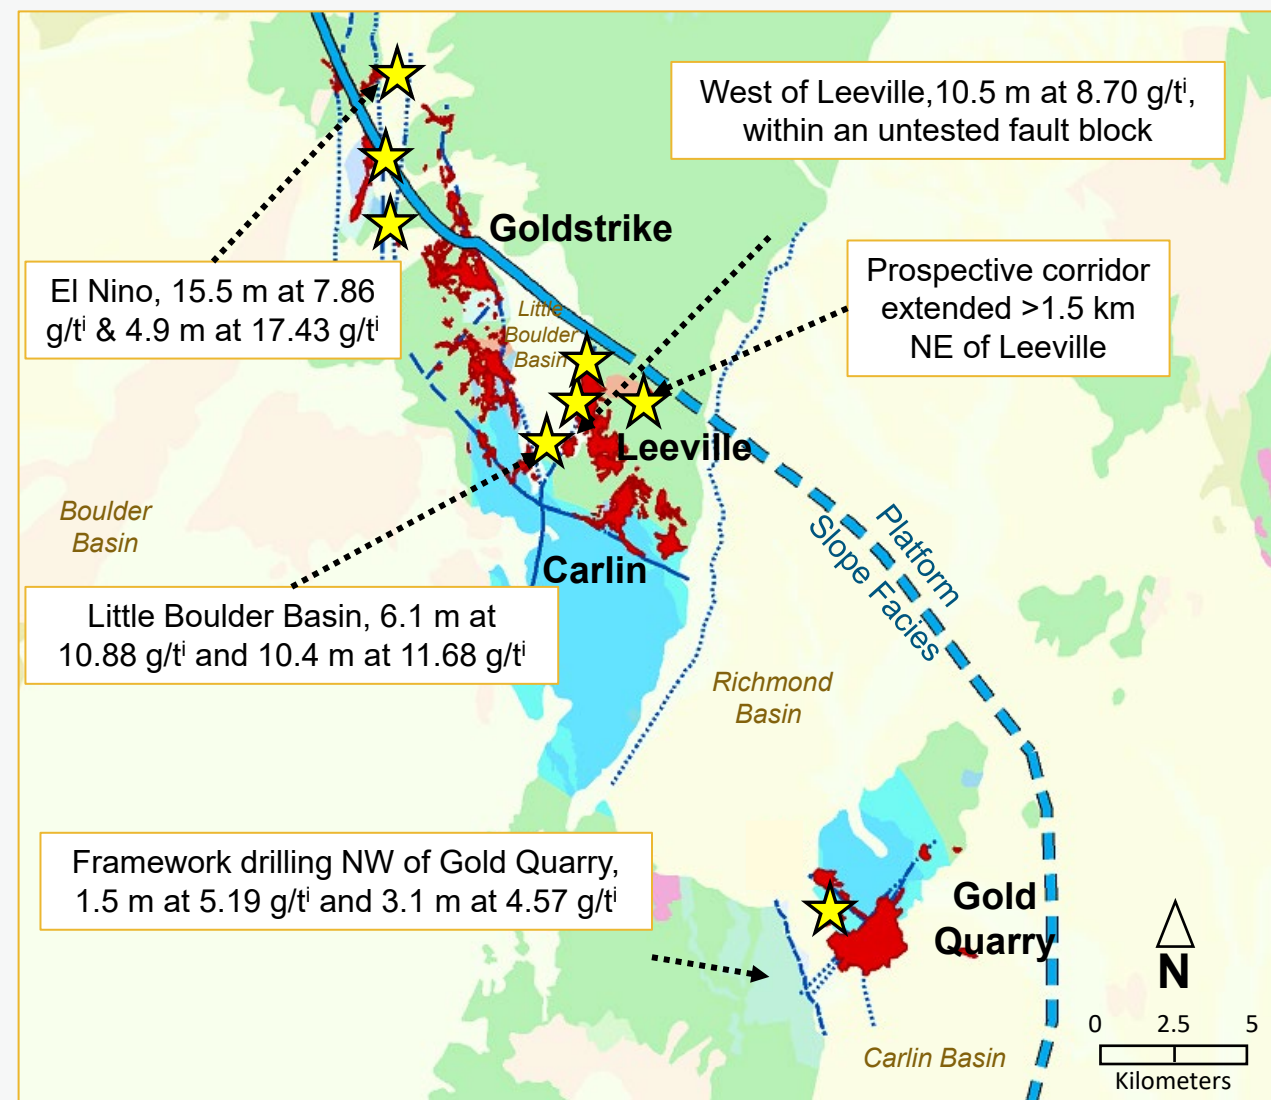 West of Leeville,10.5 m at 8.70 g/tⁱ,
within an untested fault block
Goldstrike
Prospective corridor
extended >1.5 km
NE of Leeville
El Nino, 15.5 m at 7.86
g/tⁱ & 4.9 m at 17.43 g/tⁱ
Little
Boulder
Basin
Leeville
Boulder
Basin
Platform
Slope Facies
Carlin
Little Boulder Basin, 6.1 m at
10.88 g/tⁱ and 10.4 m at 11.68 g/tⁱ
Richmond
Basin
Framework drilling NW of Gold Quarry,
1.5 m at 5.19 g/tⁱ and 3.1 m at 4.57 g/tⁱ
Gold
Quarry
N
0 2.5 5
Kilometers
Carlin Basin